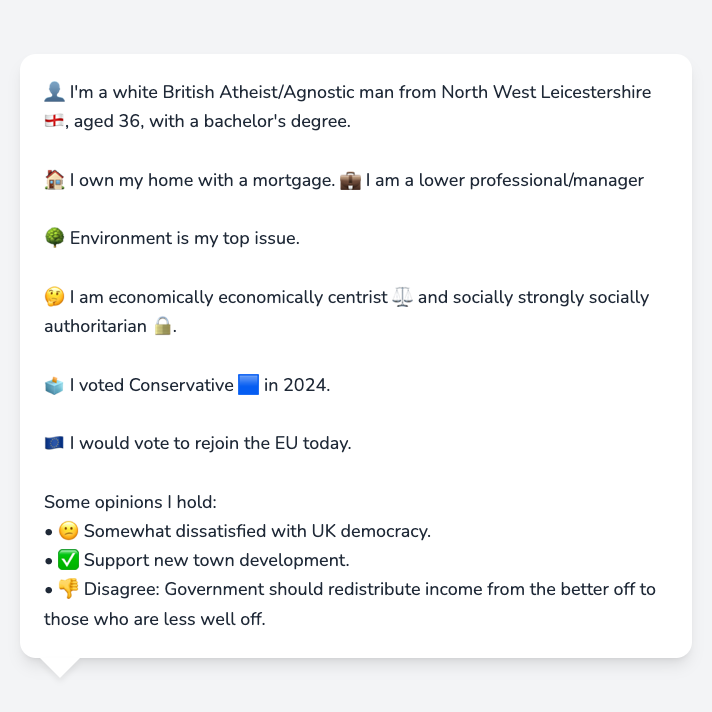 👤 I'm a white British Atheist/Agnostic man from North West Leicestershire
🏴󠁧󠁢󠁥󠁮󠁧󠁿, aged 36, with a bachelor's degree.
🏠 I own my home with a mortgage. 💼 I am a lower professional/manager
🌳 Environment is my top issue.
🤔 I am economically economically centrist ⚖️ and socially strongly socially
authoritarian 🔒.
🗳️ I voted Conservative 🟦 in 2024.
🇪🇺 I would vote to rejoin the EU today.
Some opinions I hold:
• 😕 Somewhat dissatisfied with UK democracy.
• ✅ Support new town development.
• 👎 Disagree: Government should redistribute income from the better off to
those who are less well off.